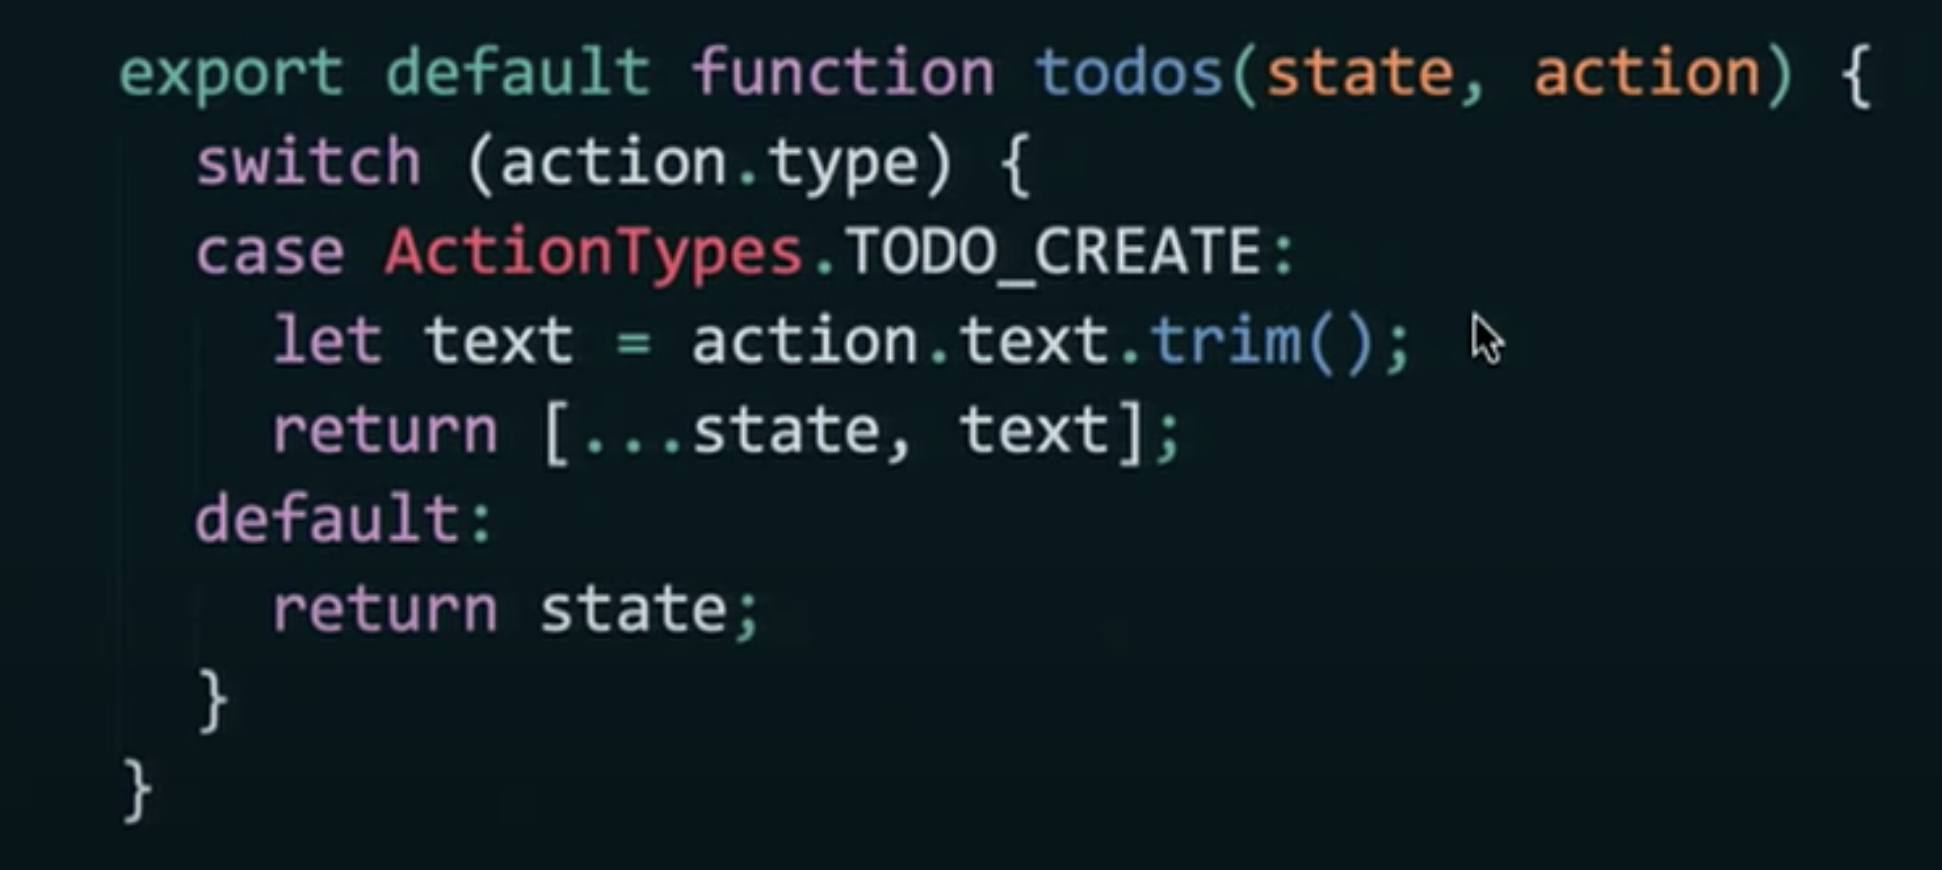 export default function todos(state, action) {
  switch (action.type) {
  case ActionTypes.TODO_CREATE:
    let text = action.text.trim();
    return [...state, text];
  default:
    return state;
  }
}